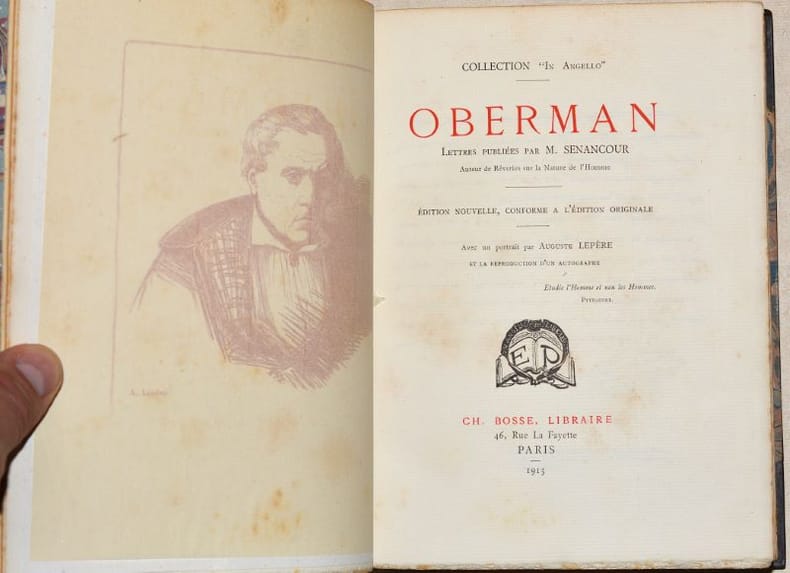 COLLECTION “IN ANGELLO”
OBERMAN
LETTRES PUBLIÉES PAR M. SENANCOUR
Auteur de Rêveries sur la Nature de l'Homme
ÉDITION NOUVELLE, CONFORME A L'ÉDITION ORIGINALE
Avec un portrait par AUGUSTE LEPÈRE
ET LA REPRODUCTION D'UN AUTOGRAPHE
Etudie l'Homme et non les Hommes.
PYTHAGORE.
EP
CH. BOSSE, LIBRAIRE
46, Rue La Fayette
PARIS
1913